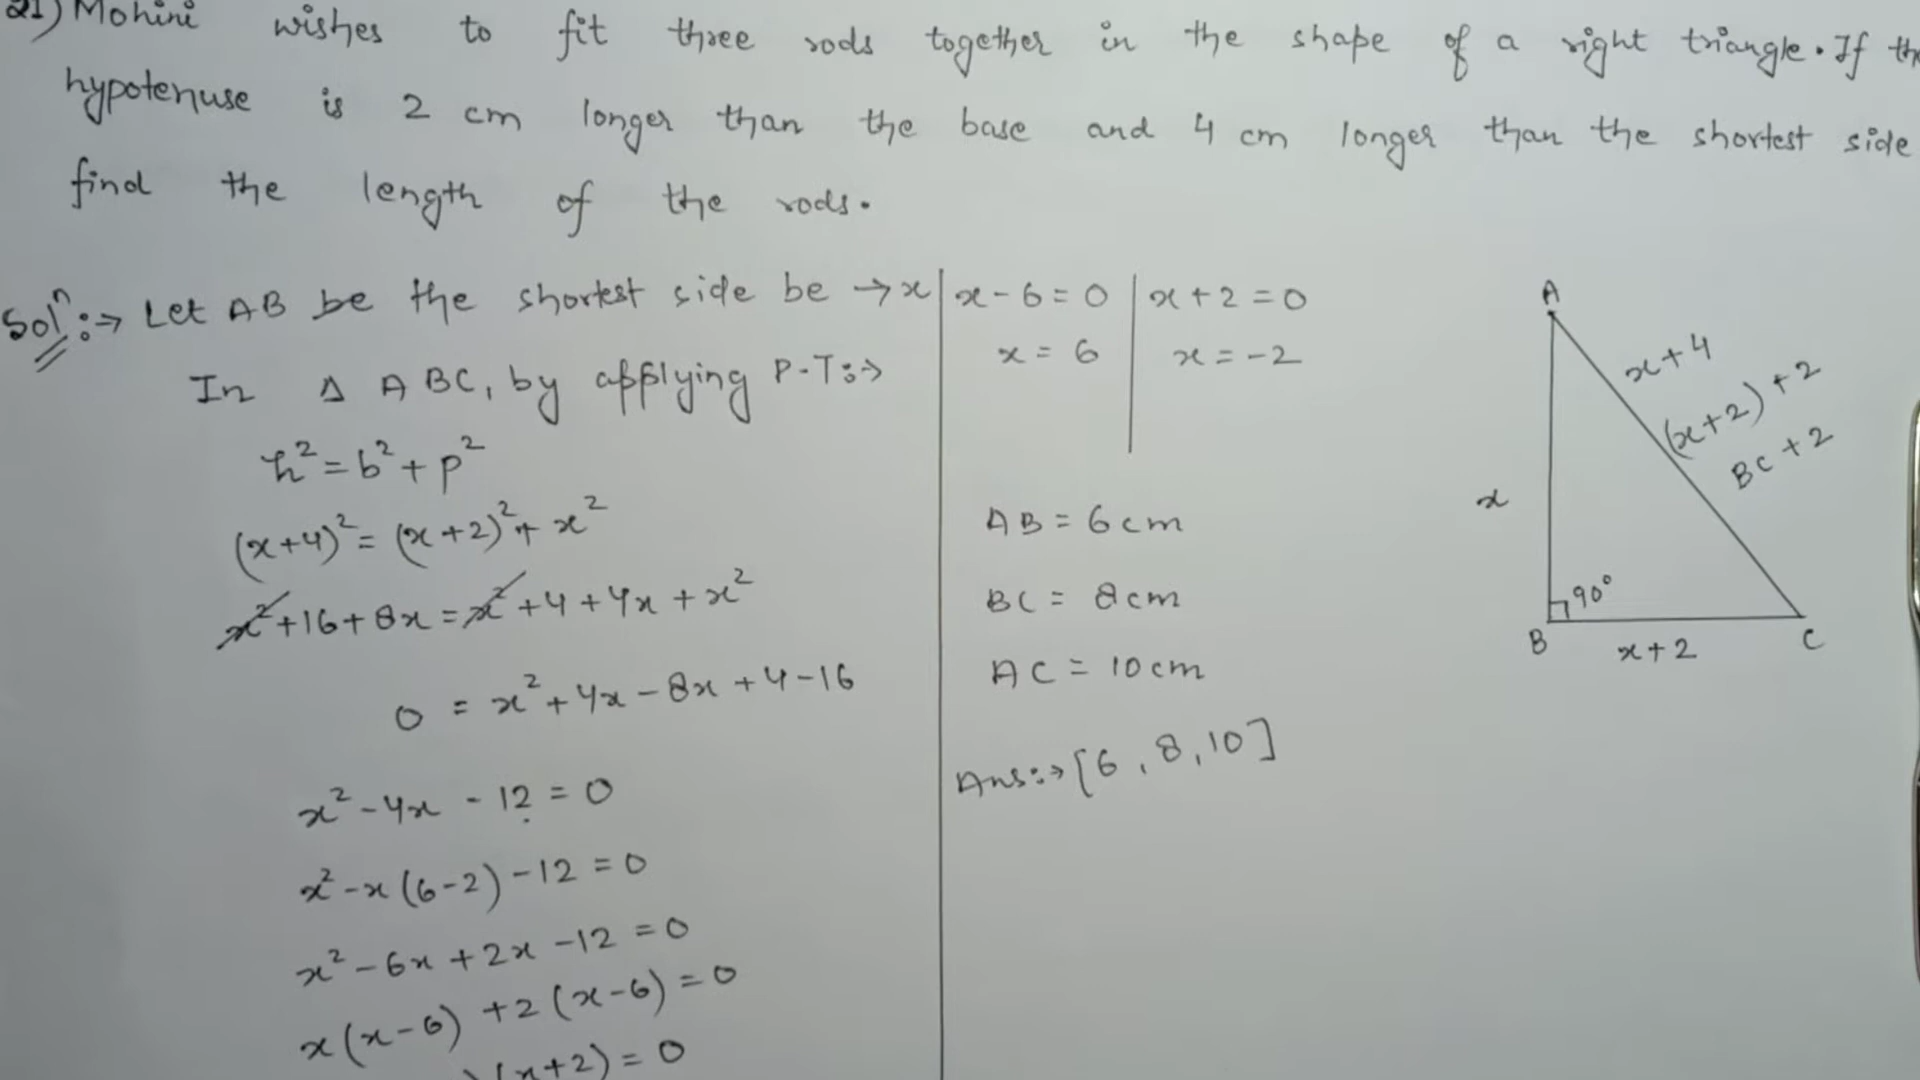 21) Mohini wishes to fit three rods together in the shape of a right triangle. If the
hypotenuse is 2 cm longer than the base and 4 cm longer than the shortest side
find the length of the rods.
Solⁿ :→ Let AB be the shortest side be → x
In Δ ABC, by applying P-T:→
h² = b² + p²
(x+4)² = (x+2)² + x²
x² + 16 + 8x = x² + 4 + 4x + x²
0 = x² + 4x - 8x + 4 - 16
x² - 4x - 12 = 0
x² - x (6-2) - 12 = 0
x² - 6x + 2x - 12 = 0
x (x-6) + 2 (x-6) = 0
(x+2) = 0
x - 6 = 0
x = 6
x + 2 = 0
x = -2
AB = 6 cm
BC = 8 cm
AC = 10 cm
Ans :→ [6, 8, 10]
A
x+4
(x+2) + 2
BC + 2
x
90°
B
x+2
C